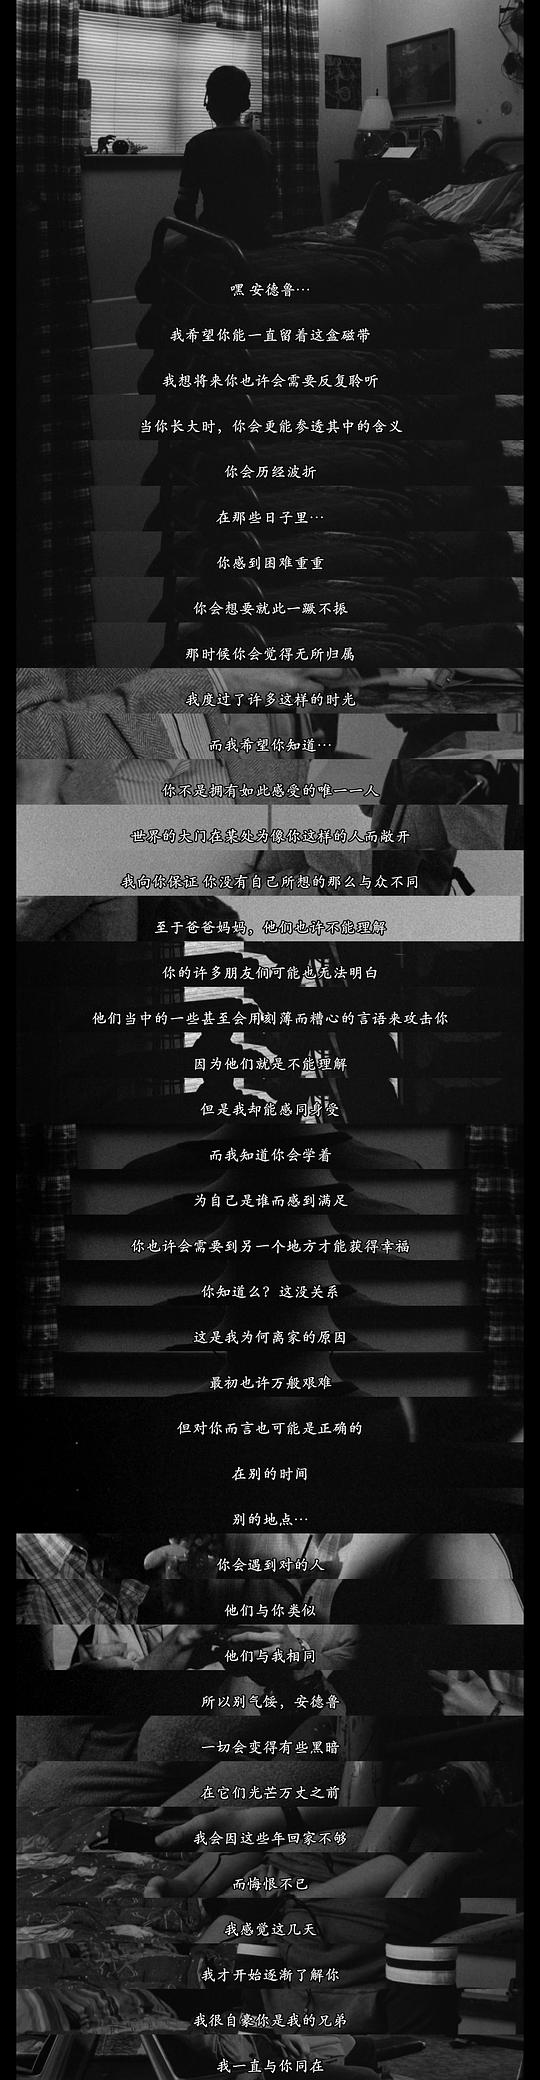 嘿 安德鲁…
我希望你能一直留着这盒磁带
我想将来你也许会需要反复聆听
当你长大时，你会更能参透其中的含义
你会历经波折
在那些日子里…
你感到困难重重
你会想要就此一蹶不振
那时候你会觉得无所归属
我度过了许多这样的时光
而我希望你知道…
你不是拥有如此感受的唯一一人
世界的大门在某处为像你这样的人而敞开
我向你保证 你没有自己所想的那么与众不同
至于爸爸妈妈，他们也许不能理解
你的许多朋友们可能也无法明白
他们当中的一些甚至会用刻薄而糟心的言语来攻击你
因为他们就是不能理解
但是我却能感同身受
而我知道你会学着
为自己是谁而感到满足
你也许会需要到另一个地方才能获得幸福
你知道么？这没关系
这是我为何离家的原因
最初也许万般艰难
但对你而言也可能是正确的
在别的时间
别的地点…
你会遇到对的人
他们与你类似
他们与我相同
所以别气馁，安德鲁
一切会变得有些黑暗
在它们光芒万丈之前
我会因这些年回家不够
而悔恨不已
我感觉这几天
我才开始逐渐了解你
我很自豪你是我的兄弟
我一直与你同在